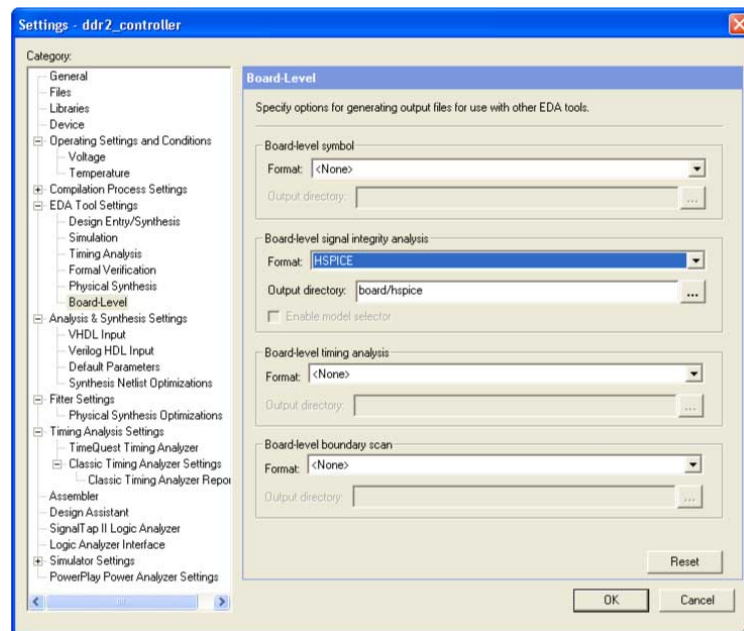 Settings - ddr2_controller
Category:
General
Files
Libraries
Device
Operating Settings and Conditions
Voltage
Temperature
Compilation Process Settings
EDA Tool Settings
Design Entry/Synthesis
Simulation
Timing Analysis
Formal Verification
Physical Synthesis
Board-Level
Analysis & Synthesis Settings
VHDL Input
Verilog HDL Input
Default Parameters
Synthesis Netlist Optimizations
Fitter Settings
Physical Synthesis Optimizations
Timing Analysis Settings
TimeQuest Timing Analyzer
Classic Timing Analyzer Settings
Classic Timing Analyzer Repor
Assembler
Design Assistant
SignalTap II Logic Analyzer
Logic Analyzer Interface
Simulator Settings
PowerPlay Power Analyzer Settings
Board-Level
Specify options for generating output files for use with other EDA tools.
Board-level symbol
Format: <None>
Output directory: ...
Board-level signal integrity analysis
Format: HSPICE
Output directory: board/hspice ...
Enable model selector
Board-level timing analysis
Format: <None>
Output directory: ...
Board-level boundary scan
Format: <None>
Output directory: ...
Reset
OK Cancel